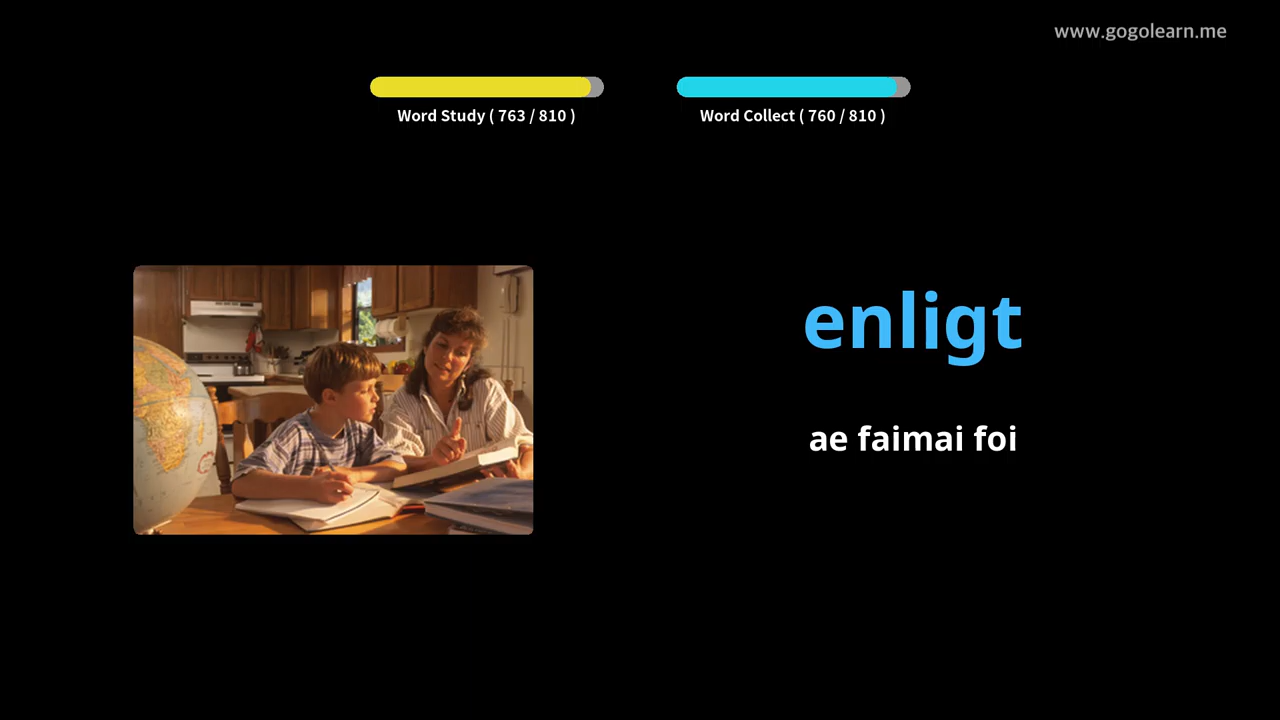 www.gogolearn.me
Word Study ( 763 / 810 )
Word Collect ( 760 / 810 )
enligt
ae faimai foi